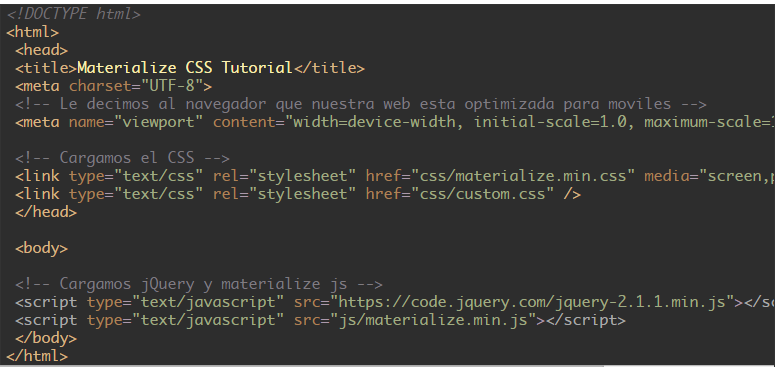 <!DOCTYPE html>
<html>
<head>
<title>Materialize CSS Tutorial</title>
<meta charset="UTF-8">
<!-- Le decimos al navegador que nuestra web esta optimizada para moviles -->
<meta name="viewport" content="width=device-width, initial-scale=1.0, maximum-scale=
<!-- Cargamos el CSS -->
<link type="text/css" rel="stylesheet" href="css/materialize.min.css" media="screen,
<link type="text/css" rel="stylesheet" href="css/custom.css" />
</head>
<body>
<!-- Cargamos jQuery y materialize js -->
<script type="text/javascript" src="https://code.jquery.com/jquery-2.1.1.min.js"></s
<script type="text/javascript" src="js/materialize.min.js"></script>
</body>
</html>